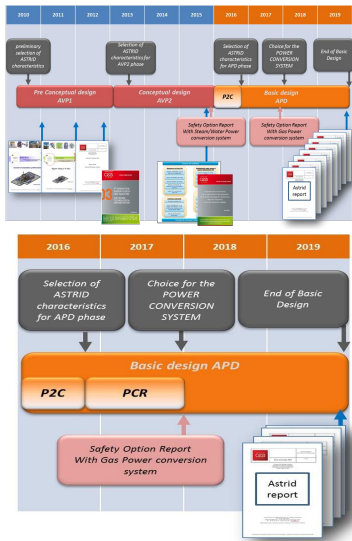 2010 2011 2012 2013 2014 2015 2016 2017 2018 2019
preliminary
selection of
ASTRID
characteristics
Selection of
ASTRID
characteristics for
AVP2 phase
Selection of
ASTRID
characteristics
for APD phase
Choice for the
POWER
CONVERSION
SYSTEM
End of Basic
Design
Pre Conceptual design
AVP1
Conceptual design
AVP2
P2C
Basic design
APD
Safety Option Report
With Steam/Water Power
conversion system
Safety Option Report
With Gas Power
conversion system
Astrid
report
2016 2017 2018 2019
Selection of
ASTRID
characteristics
for APD phase
Choice for the
POWER
CONVERSION
SYSTEM
End of Basic
Design
Basic design APD
P2C PCR
Safety Option Report
With Gas Power conversion
system
Astrid
report